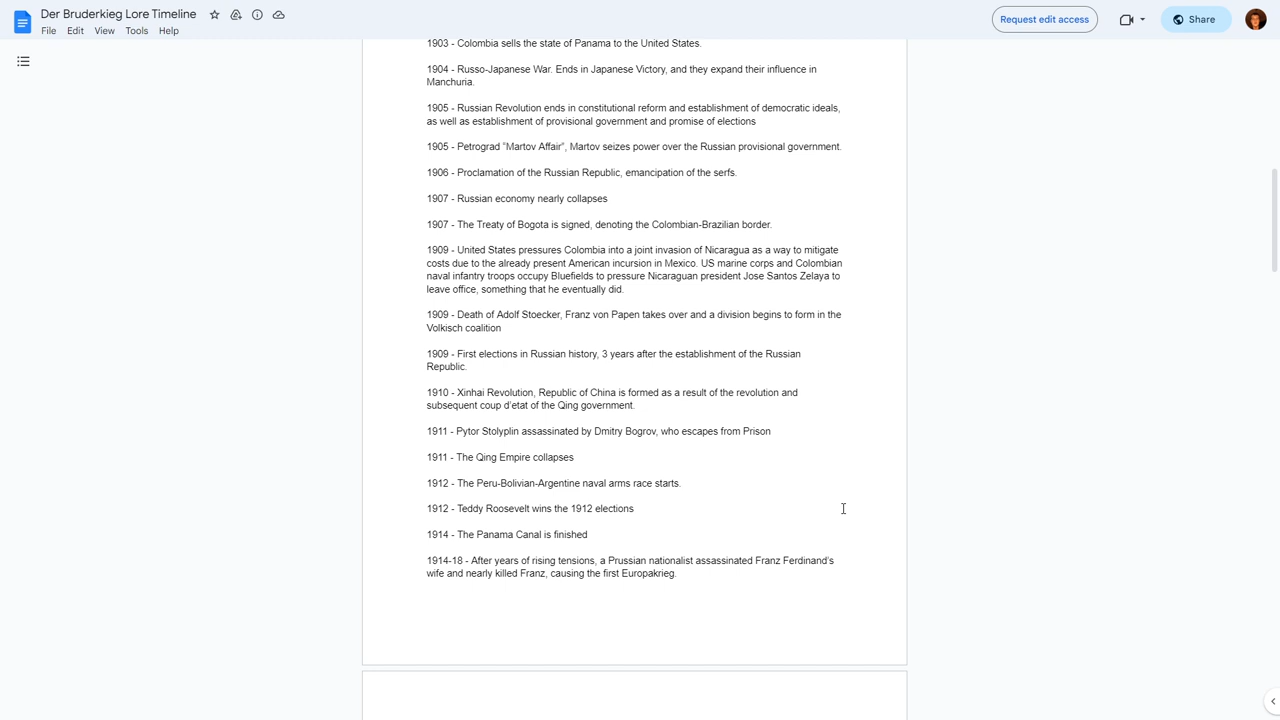 Der Bruderkieg Lore Timeline
File Edit View Tools Help
Request edit access
Share
1903 - Colombia sells the state of Panama to the United States.
1904 - Russo-Japanese War. Ends in Japanese Victory, and they expand their influence in
Manchuria.
1905 - Russian Revolution ends in constitutional reform and establishment of democratic ideals,
as well as establishment of provisional government and promise of elections
1905 - Petrograd “Martov Affair”, Martov seizes power over the Russian provisional government.
1906 - Proclamation of the Russian Republic, emancipation of the serfs.
1907 - Russian economy nearly collapses
1907 - The Treaty of Bogota is signed, denoting the Colombian-Brazilian border.
1909 - United States pressures Colombia into a joint invasion of Nicaragua as a way to mitigate
costs due to the already present American incursion in Mexico. US marine corps and Colombian
naval infantry troops occupy Bluefields to pressure Nicaraguan president Jose Santos Zelaya to
leave office, something that he eventually did.
1909 - Death of Adolf Stoecker, Franz von Papen takes over and a division begins to form in the
Volkisch coalition
1909 - First elections in Russian history, 3 years after the establishment of the Russian
Republic.
1910 - Xinhai Revolution, Republic of China is formed as a result of the revolution and
subsequent coup d’etat of the Qing government.
1911 - Pytor Stolyplin assassinated by Dmitry Bogrov, who escapes from Prison
1911 - The Qing Empire collapses
1912 - The Peru-Bolivian-Argentine naval arms race starts.
1912 - Teddy Roosevelt wins the 1912 elections
1914 - The Panama Canal is finished
1914-18 - After years of rising tensions, a Prussian nationalist assassinated Franz Ferdinand’s
wife and nearly killed Franz, causing the first Europakrieg.